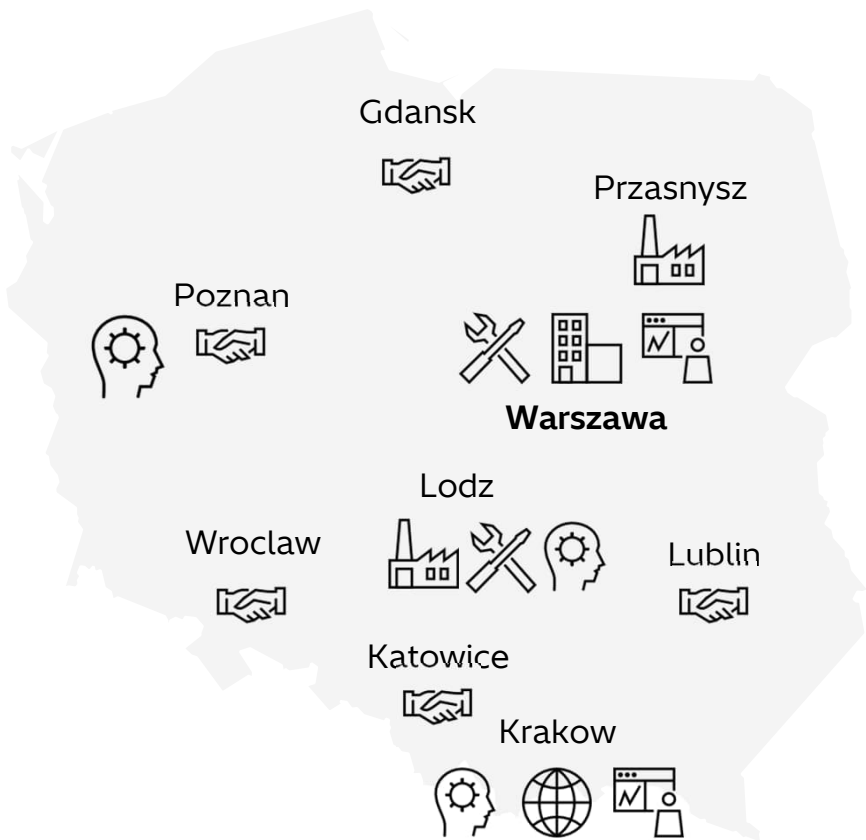 Gdansk
Przasnysz
Poznan
Warszawa
Lodz
Wroclaw
Lublin
Katowice
Krakow